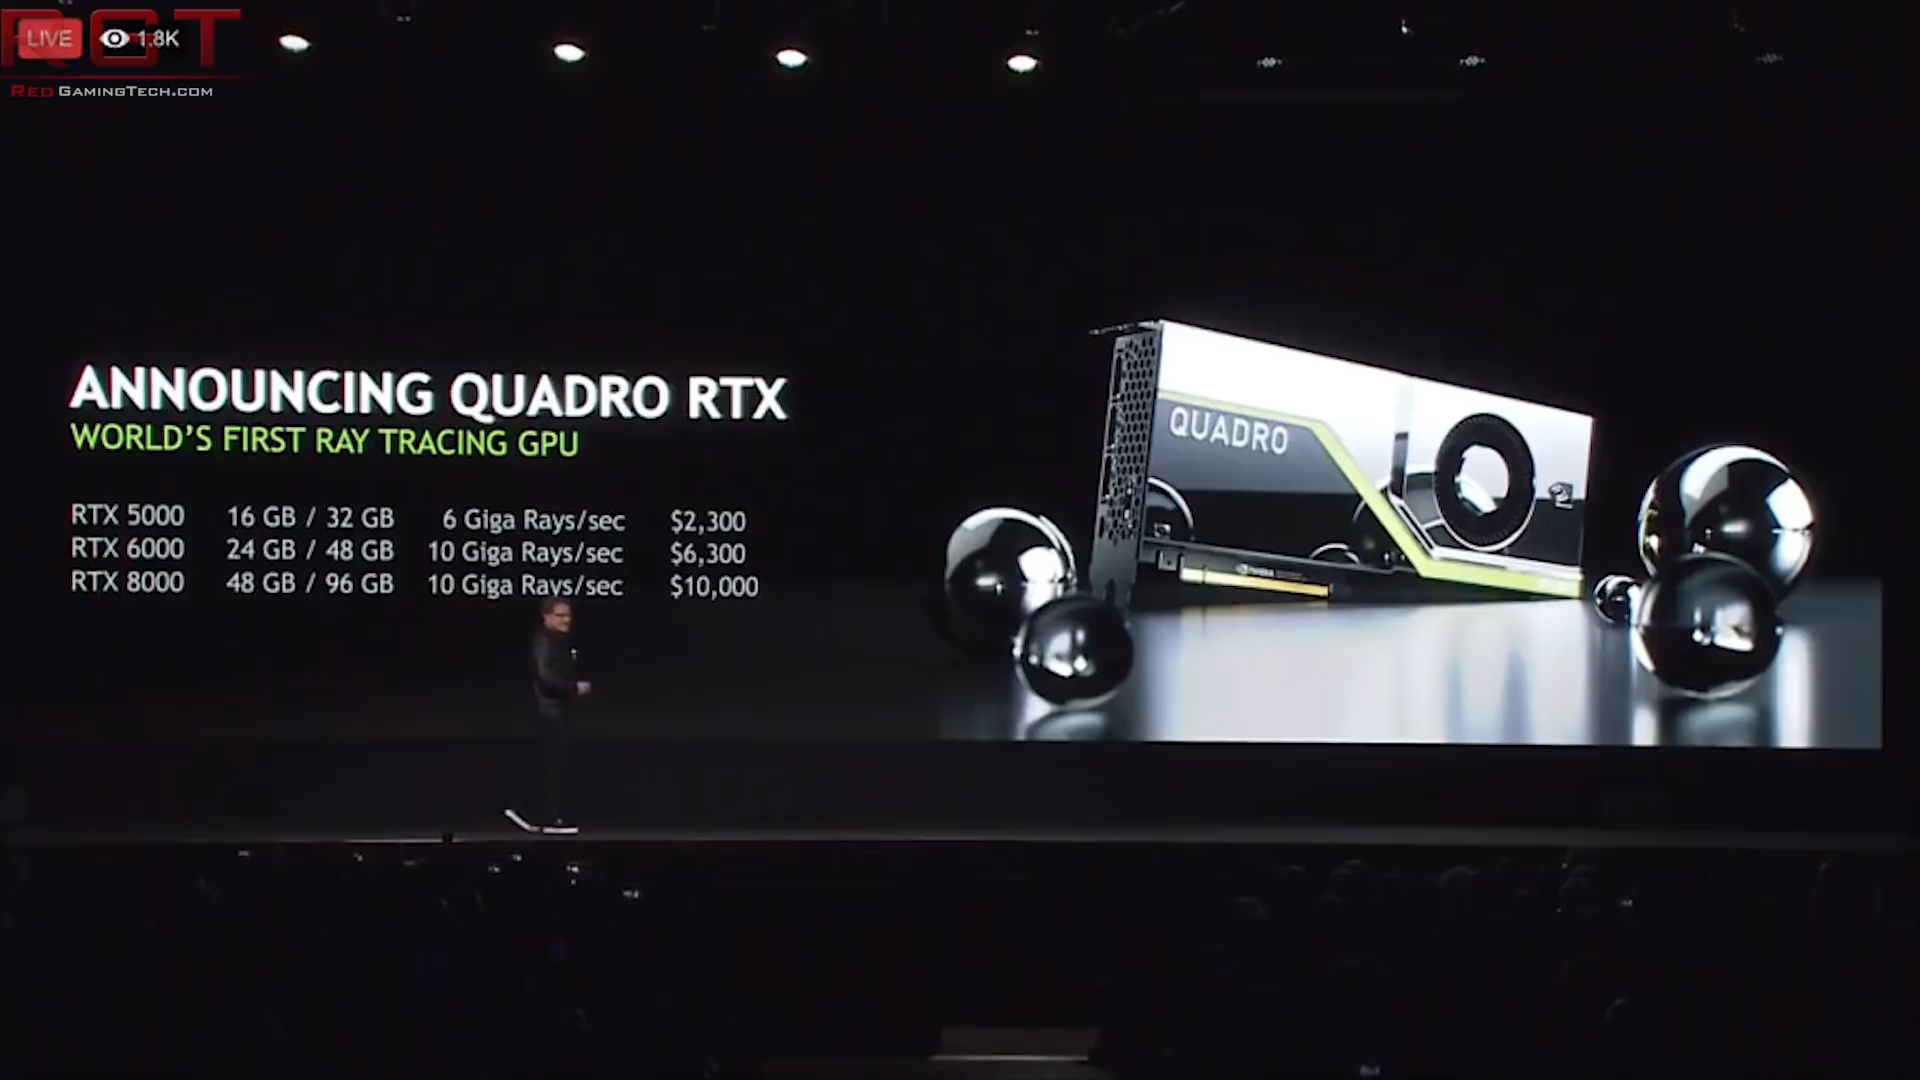 RGT
LIVE 1.8K
RED GAMINGTECH.COM
ANNOUNCING QUADRO RTX
WORLD'S FIRST RAY TRACING GPU
RTX 5000 16 GB / 32 GB 6 Giga Rays/sec $2,300
RTX 6000 24 GB / 48 GB 10 Giga Rays/sec $6,300
RTX 8000 48 GB / 96 GB 10 Giga Rays/sec $10,000
QUADRO
NVIDIA